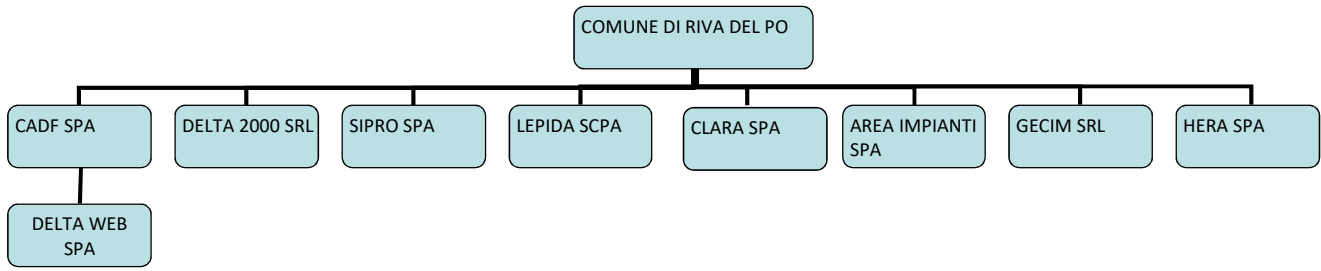 COMUNE DI RIVA DEL PO
CADF SPA
DELTA 2000 SRL
SIPRO SPA
LEPIDA SCPA
CLARA SPA
AREA IMPIANTI
SPA
GECIM SRL
HERA SPA
DELTA WEB
SPA